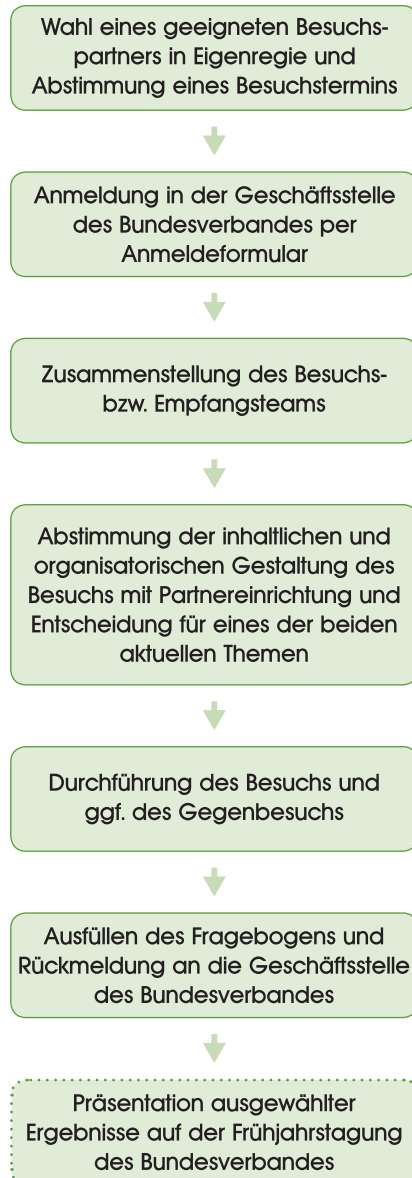 Wahl eines geeigneten Besuchs-
partners in Eigenregie und
Abstimmung eines Besuchstermins
Anmeldung in der Geschäftsstelle
des Bundesverbandes per
Anmeldeformular
Zusammenstellung des Besuchs-
bzw. Empfangsteams
Abstimmung der inhaltlichen und
organisatorischen Gestaltung des
Besuchs mit Partnereinrichtung und
Entscheidung für eines der beiden
aktuellen Themen
Durchführung des Besuchs und
ggf. des Gegenbesuchs
Ausfüllen des Fragebogens und
Rückmeldung an die Geschäftsstelle
des Bundesverbandes
Präsentation ausgewählter
Ergebnisse auf der Frühjahrstagung
des Bundesverbandes